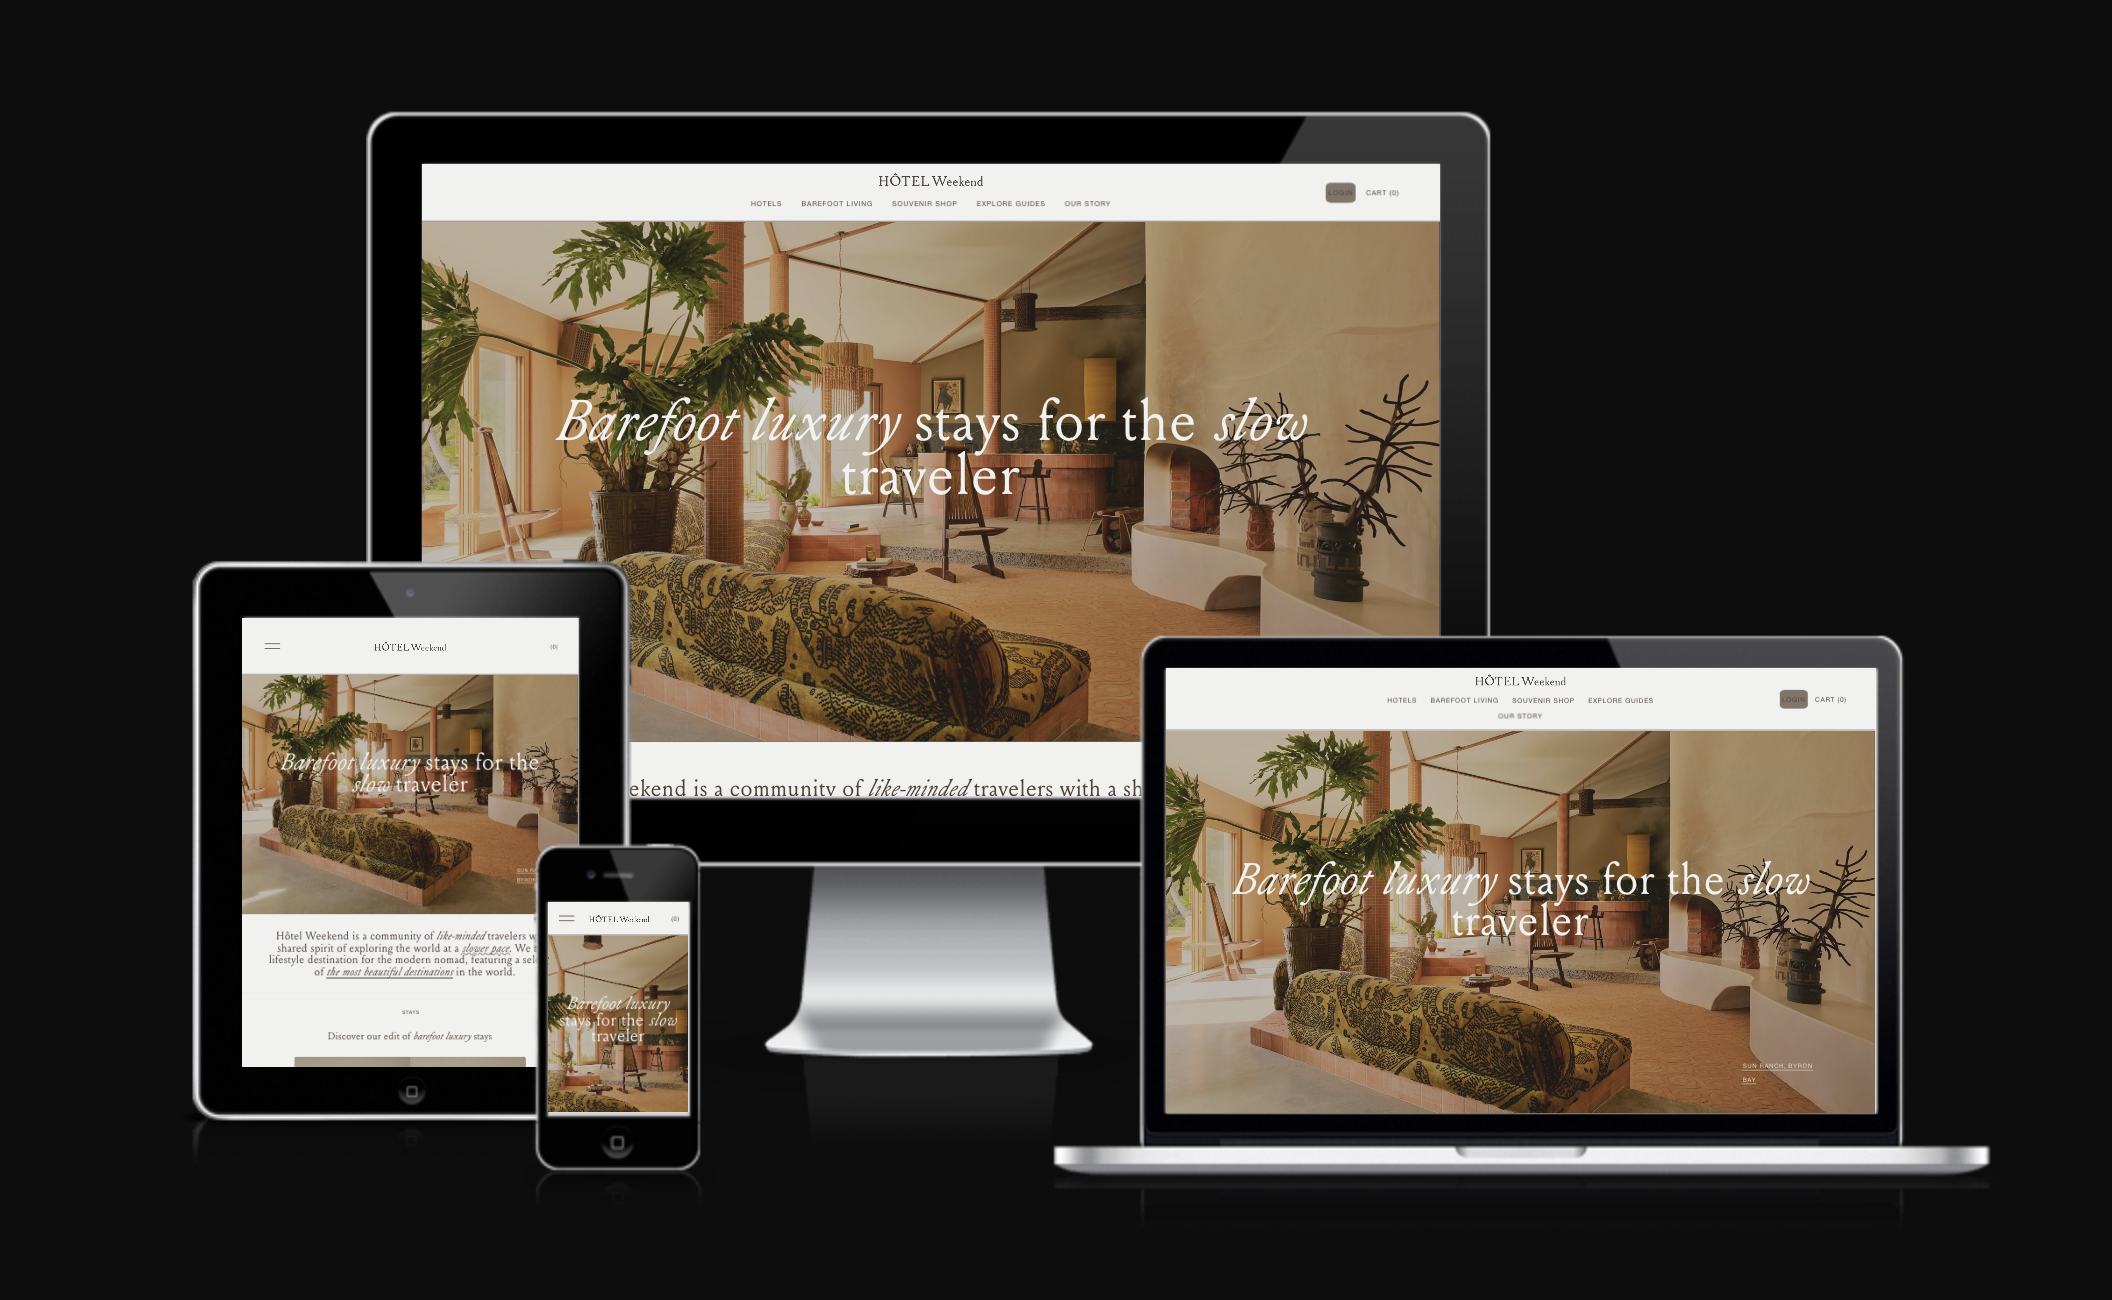 HÔTEL Weekend
LOGIN CART (0)
HOTELS BAREFOOT LIVING SOUVENIR SHOP EXPLORE GUIDES OUR STORY
Barefoot luxury stays for the slow
traveler
ekend is a community of like-minded travelers with a sh
HÔTEL Weekend (0)
Barefoot luxury stays for the
slow traveler
SUN RA
BYRON
Hôtel Weekend is a community of like-minded travelers w
shared spirit of exploring the world at a slower pace. We
lifestyle destination for the modern nomad, featuring a sele
of the most beautiful destinations in the world.
STAYS
Discover our edit of barefoot luxury stays
HÔTEL Weekend (0)
Barefoot luxury
stays for the slow
traveler
HÔTEL Weekend
LOGIN CART (0)
HOTELS BAREFOOT LIVING SOUVENIR SHOP EXPLORE GUIDES
OUR STORY
Barefoot luxury stays for the slow
traveler
SUN RANCH, BYRON
BAY